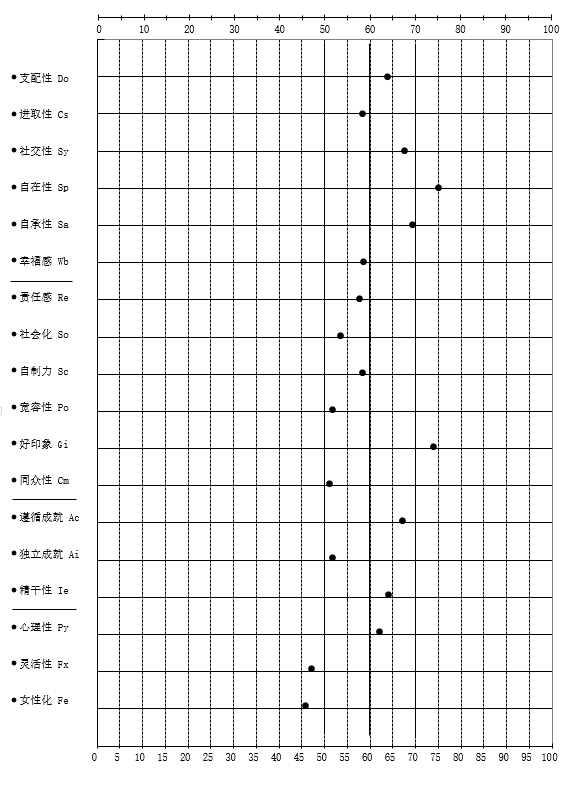 0 10 20 30 40 50 60 70 80 90 100
● 支配性 Do
● 进取性 Cs
● 社交性 Sy
● 自在性 Sp
● 自承性 Sa
● 幸福感 Wb
● 责任感 Re
● 社会化 So
● 自制力 Sc
● 宽容性 Po
● 好印象 Gi
● 同众性 Cm
● 遵循成就 Ac
● 独立成就 Ai
● 精干性 Ie
● 心理性 Py
● 灵活性 Fx
● 女性化 Fe
0 5 10 15 20 25 30 35 40 45 50 55 60 65 70 75 80 85 90 95 100